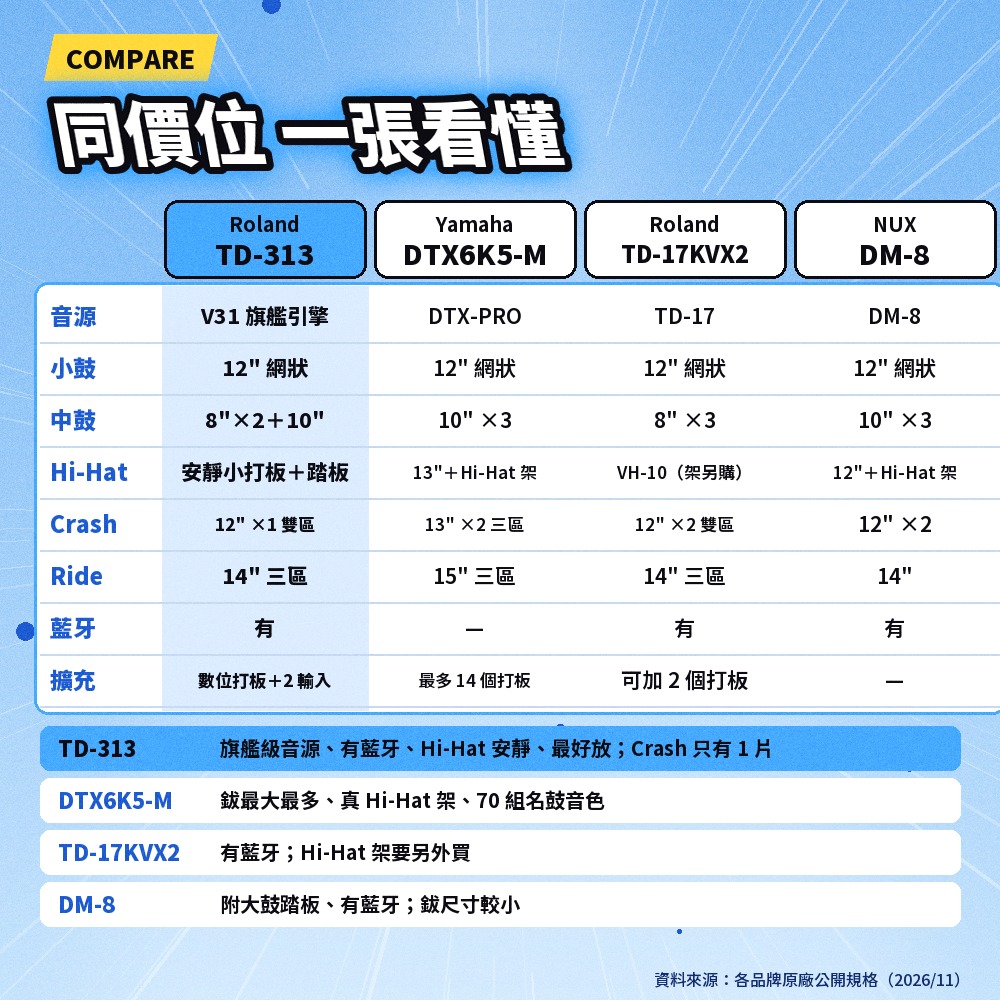 COMPARE
同價位 一張看懂
Roland Yamaha Roland NUX
TD-313 DTX6K5-M TD-17KVX2 DM-8
音源 V31 旗艦引擎 DTX-PRO TD-17 DM-8
小鼓 12" 網狀 12" 網狀 12" 網狀 12" 網狀
中鼓 8"×2＋10" 10" ×3 8" ×3 10" ×3
Hi-Hat 安靜小打板＋踏板 13"＋Hi-Hat 架 VH-10（架另購） 12"＋Hi-Hat 架
Crash 12" ×1 雙區 13" ×2 三區 12" ×2 雙區 12" ×2
Ride 14" 三區 15" 三區 14" 三區 14"
藍牙 有 — 有 有
擴充 數位打板＋2 輸入 最多 14 個打板 可加 2 個打板 —
TD-313 旗艦級音源、有藍牙、Hi-Hat 安靜、最好放；Crash 只有 1 片
DTX6K5-M 鈸最大最多、真 Hi-Hat 架、70 組名鼓音色
TD-17KVX2 有藍牙；Hi-Hat 架要另外買
DM-8 附大鼓踏板、有藍牙；鈸尺寸較小
資料來源：各品牌原廠公開規格（2026/11）